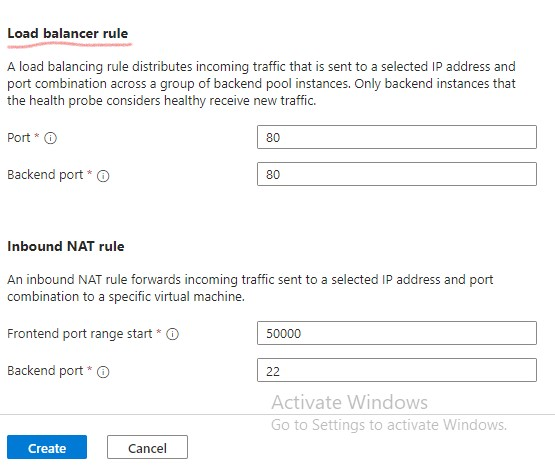 Load balancer rule
A load balancing rule distributes incoming traffic that is sent to a selected IP address and
port combination across a group of backend pool instances. Only backend instances that
the health probe considers healthy receive new traffic.
Port * 80
Backend port * 80
Inbound NAT rule
An inbound NAT rule forwards incoming traffic sent to a selected IP address and port
combination to a specific virtual machine.
Frontend port range start * 50000
Backend port * 22
Activate Windows
Go to Settings to activate Windows.
Create Cancel